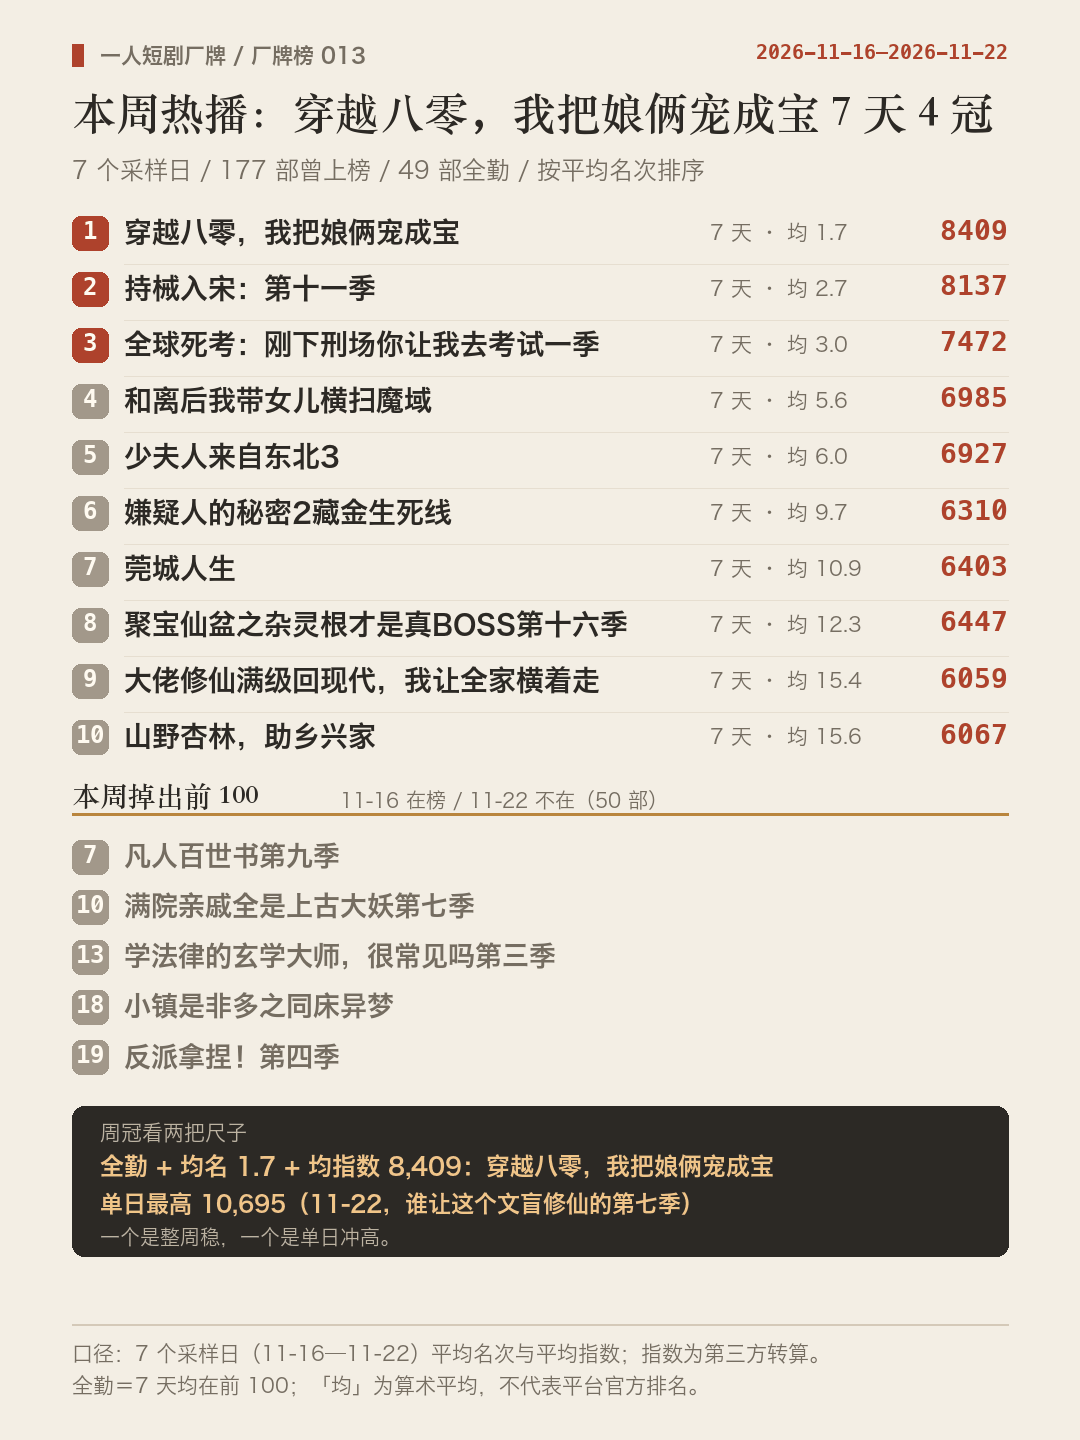 一人短剧厂牌 / 厂牌榜 013
2026-11-16—2026-11-22
本周热播：穿越八零，我把娘俩宠成宝 7 天 4 冠
7 个采样日 / 177 部曾上榜 / 49 部全勤 / 按平均名次排序
1 穿越八零，我把娘俩宠成宝 7 天 · 均 1.7 8409
2 持械入宋：第十一季 7 天 · 均 2.7 8137
3 全球死考：刚下刑场你让我去考试一季 7 天 · 均 3.0 7472
4 和离后我带女儿横扫魔域 7 天 · 均 5.6 6985
5 少夫人来自东北3 7 天 · 均 6.0 6927
6 嫌疑人的秘密2藏金生死线 7 天 · 均 9.7 6310
7 莞城人生 7 天 · 均 10.9 6403
8 聚宝仙盆之杂灵根才是真BOSS第十六季 7 天 · 均 12.3 6447
9 大佬修仙满级回现代，我让全家横着走 7 天 · 均 15.4 6059
10 山野杏林，助乡兴家 7 天 · 均 15.6 6067
本周掉出前 100 11-16 在榜 / 11-22 不在（50 部）
7 凡人百世书第九季
10 满院亲戚全是上古大妖第七季
13 学法律的玄学大师，很常见吗第三季
18 小镇是非多之同床异梦
19 反派拿捏！第四季
周冠看两把尺子
全勤 + 均名 1.7 + 均指数 8,409：穿越八零，我把娘俩宠成宝
单日最高 10,695（11-22，谁让这个文盲修仙的第七季）
一个是整周稳，一个是单日冲高。
口径：7 个采样日（11-16—11-22）平均名次与平均指数；指数为第三方转算。
全勤＝7 天均在前 100；「均」为算术平均，不代表平台官方排名。